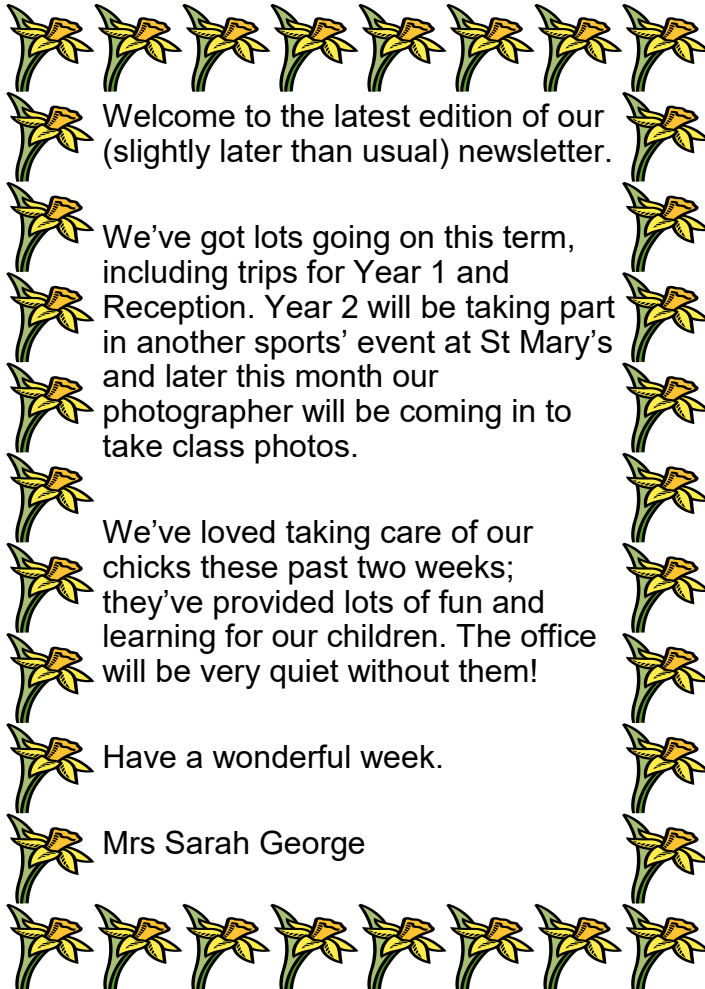 Welcome to the latest edition of our
(slightly later than usual) newsletter.
We’ve got lots going on this term,
including trips for Year 1 and
Reception. Year 2 will be taking part
in another sports’ event at St Mary’s
and later this month our
photographer will be coming in to
take class photos.
We’ve loved taking care of our
chicks these past two weeks;
they’ve provided lots of fun and
learning for our children. The office
will be very quiet without them!
Have a wonderful week.
Mrs Sarah George